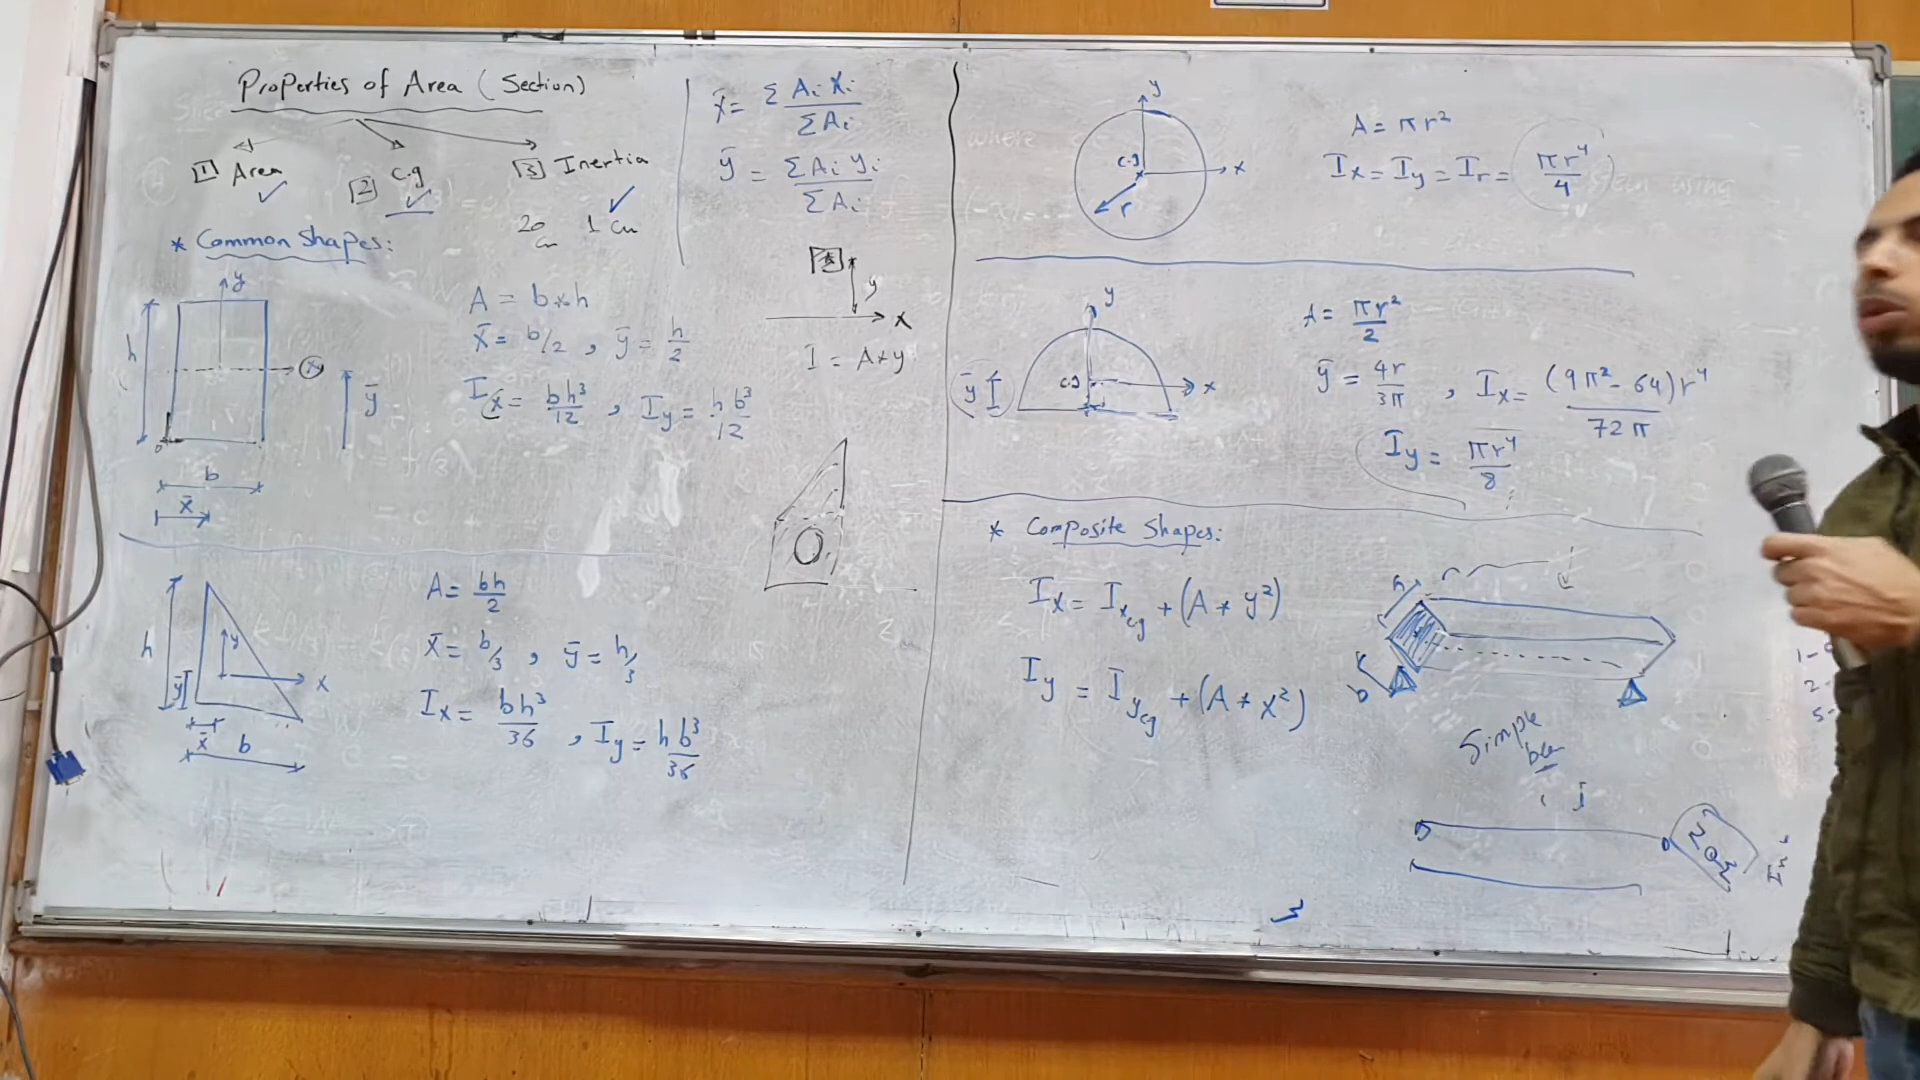 Properties of Area (Section)
1 Area
2 c.g
3 Inertia
20 cm
1 cm
* Common Shapes:
y
h
x
ȳ
b
x̄
A = b*h
x̄ = b/2 , ȳ = h/2
Ix = bh³/12 , Iy = hb³/12
h
y
x
ȳ
x̄
b
A = bh/2
x̄ = b/3 , ȳ = h/3
Ix = bh³/36 , Iy = hb³/36
x̄ = ΣAi Xi / ΣAi
ȳ = ΣAi yi / ΣAi
A
y
x
I = A*y
y
c.g
x
r
A = πr²
Ix = Iy = Ir = πr⁴/4
y
ȳ
c.g
x
A = πr²/2
ȳ = 4r/3π , Ix = (9π² - 64)r⁴/72π
Iy = πr⁴/8
* Composite Shapes:
Ix = Ixcg + (A * y²)
Iy = Iycg + (A * x²)
h
b
Simple
1-
2-